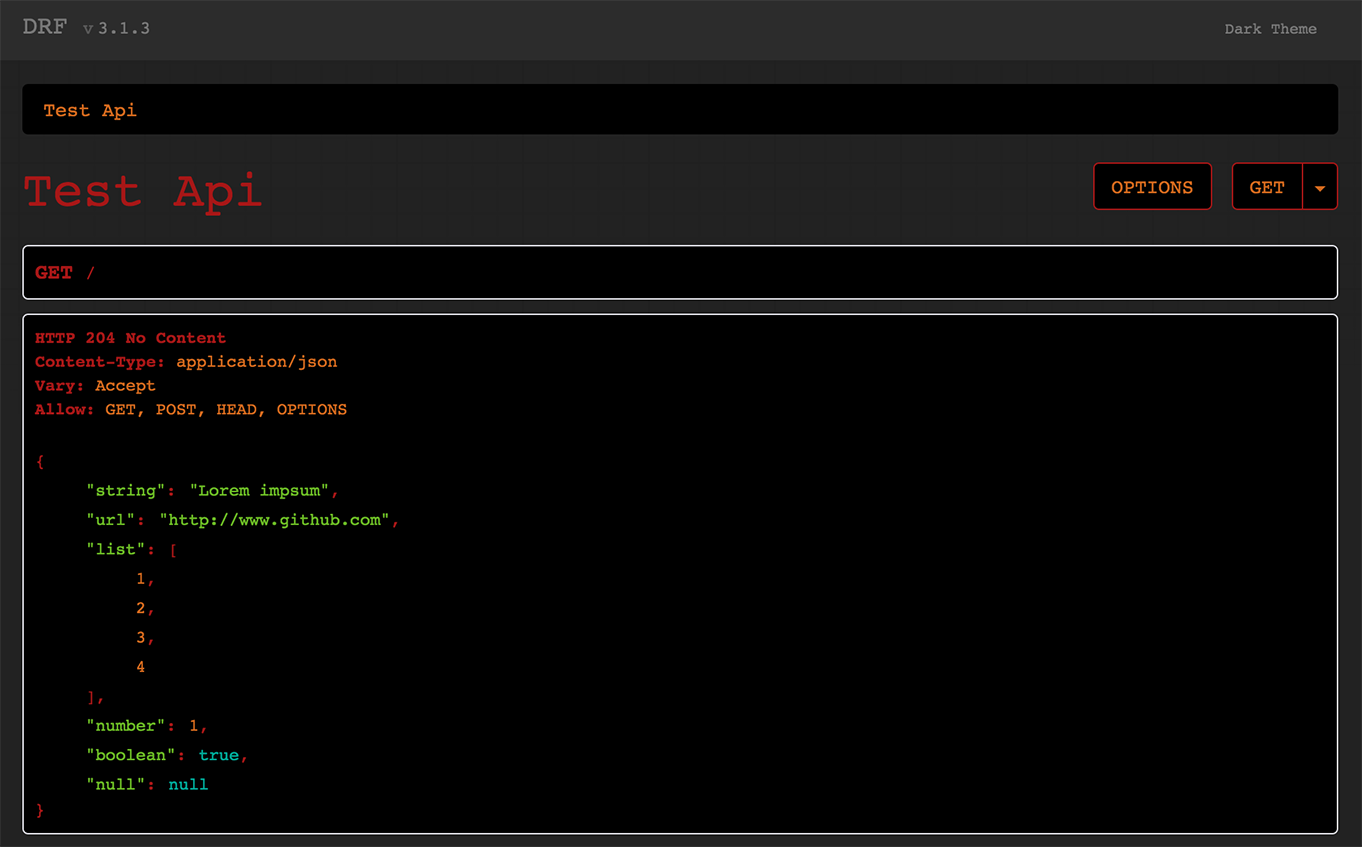 DRF v 3.1.3
Dark Theme
Test Api
Test Api
OPTIONS
GET
GET /
HTTP 204 No Content
Content-Type: application/json
Vary: Accept
Allow: GET, POST, HEAD, OPTIONS
{
"string": "Lorem impsum",
"url": "http://www.github.com",
"list": [
1,
2,
3,
4
],
"number": 1,
"boolean": true,
"null": null
}